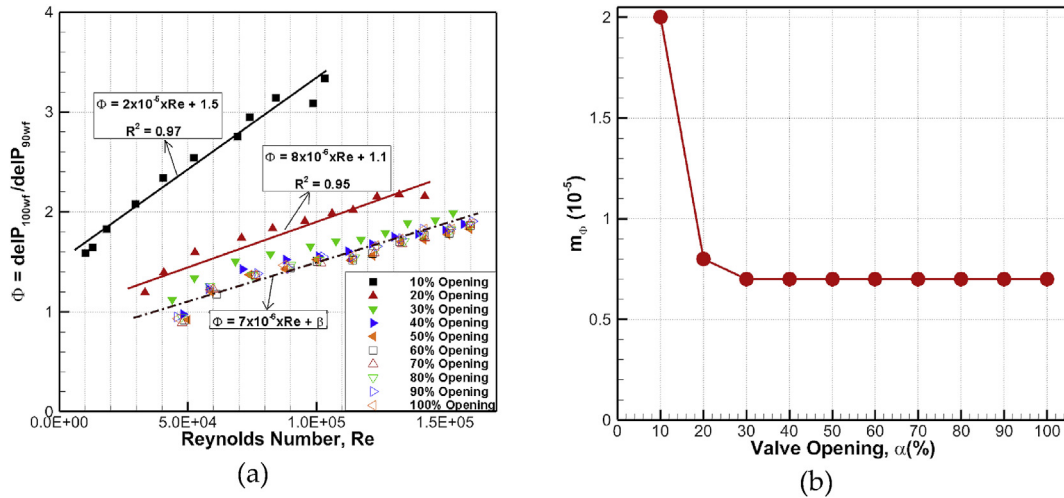 Φ = delP100wf/delP90wf
4
3
2
1
0.0
0.0E+00
5.0E+04
1.0E+05
1.5E+05
Reynolds Number, Re
Φ = 2x10-5xRe + 1.5
R2 = 0.97
Φ = 8x10-6xRe + 1.1
R2 = 0.95
Φ = 7x10-6xRe + β
10% Opening
20% Opening
30% Opening
40% Opening
50% Opening
60% Opening
70% Opening
80% Opening
90% Opening
100% Opening
(a)
mΦ (10-5)
2
1.5
1
0.5
0
0 10 20 30 40 50 60 70 80 90 100
Valve Opening, α(%)
(b)